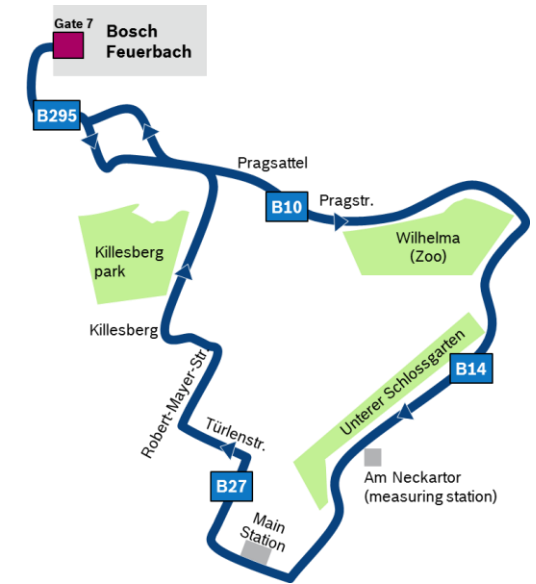 Gate 7
Bosch
Feuerbach
B295
Pragsattel
B10
Pragstr.
Wilhelma
(Zoo)
Killesberg
park
Killesberg
Robert-Mayer-Str.
Türlenstr.
B27
Main
Station
Unterer Schlossgarten
B14
Am Neckartor
(measuring station)